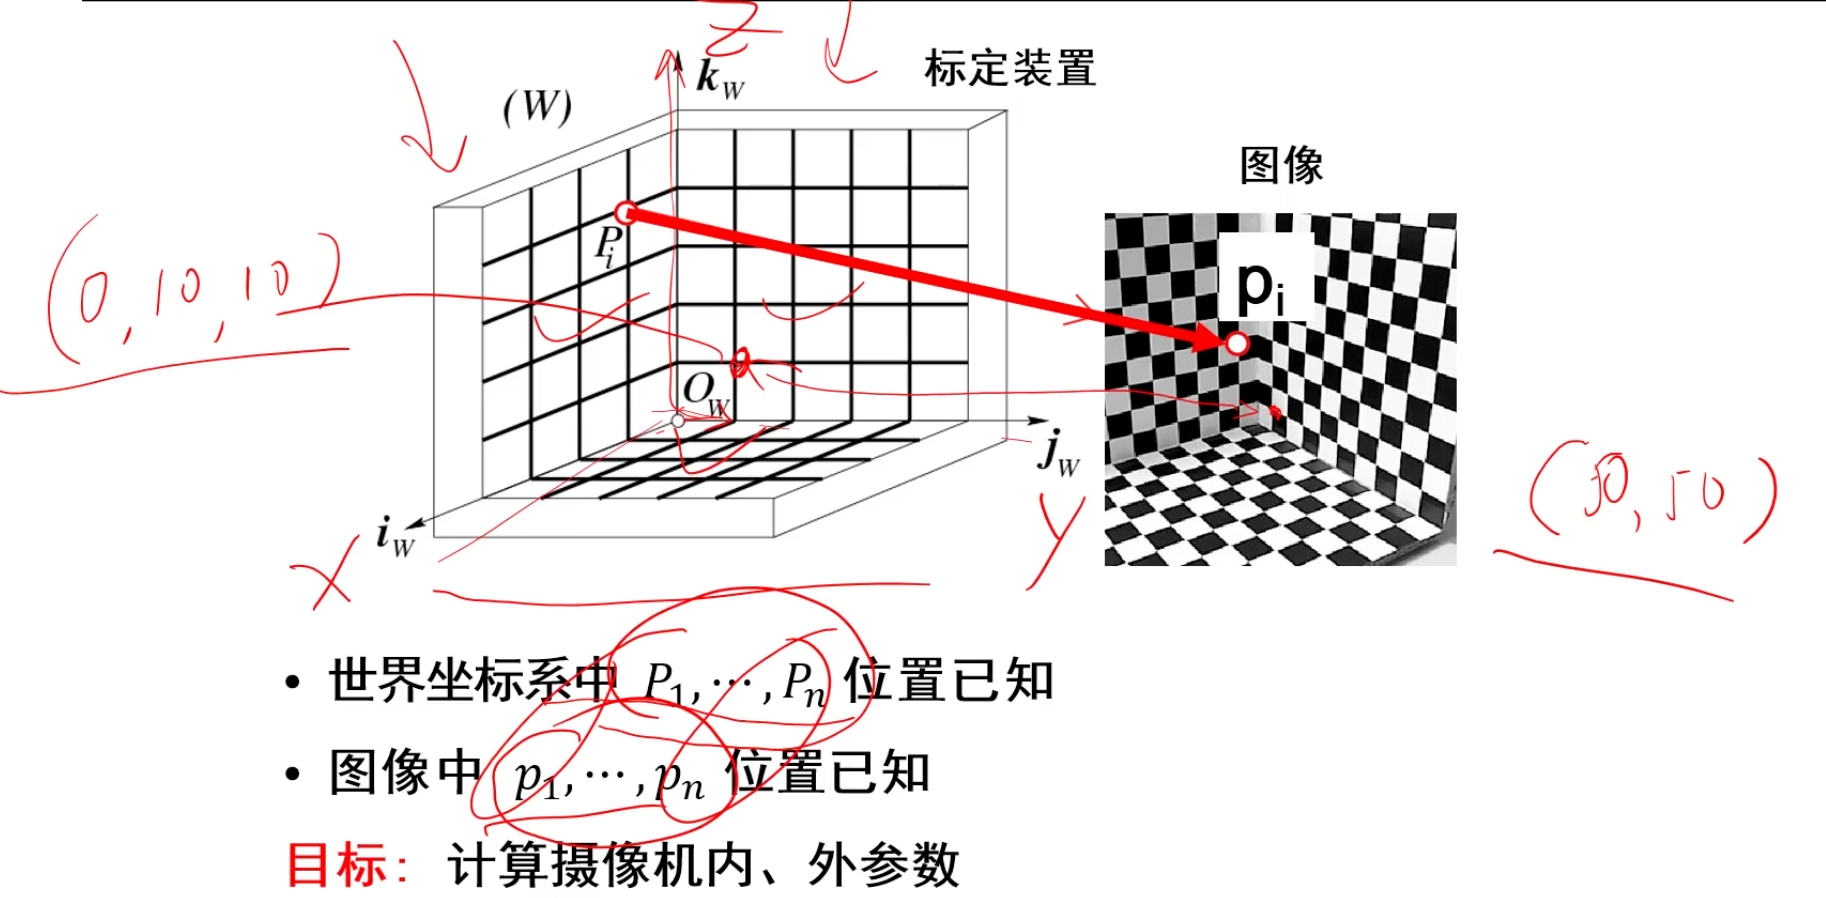 Z
k_W
标定装置
(W)
图像
P_i
p_i
(0, 10, 10)
O_W
j_W
i_W
X
Y
(50, 50)
• 世界坐标系中 P_1, ⋯, P_n 位置已知
• 图像中 p_1, ⋯, p_n 位置已知
目标： 计算摄像机内、外参数